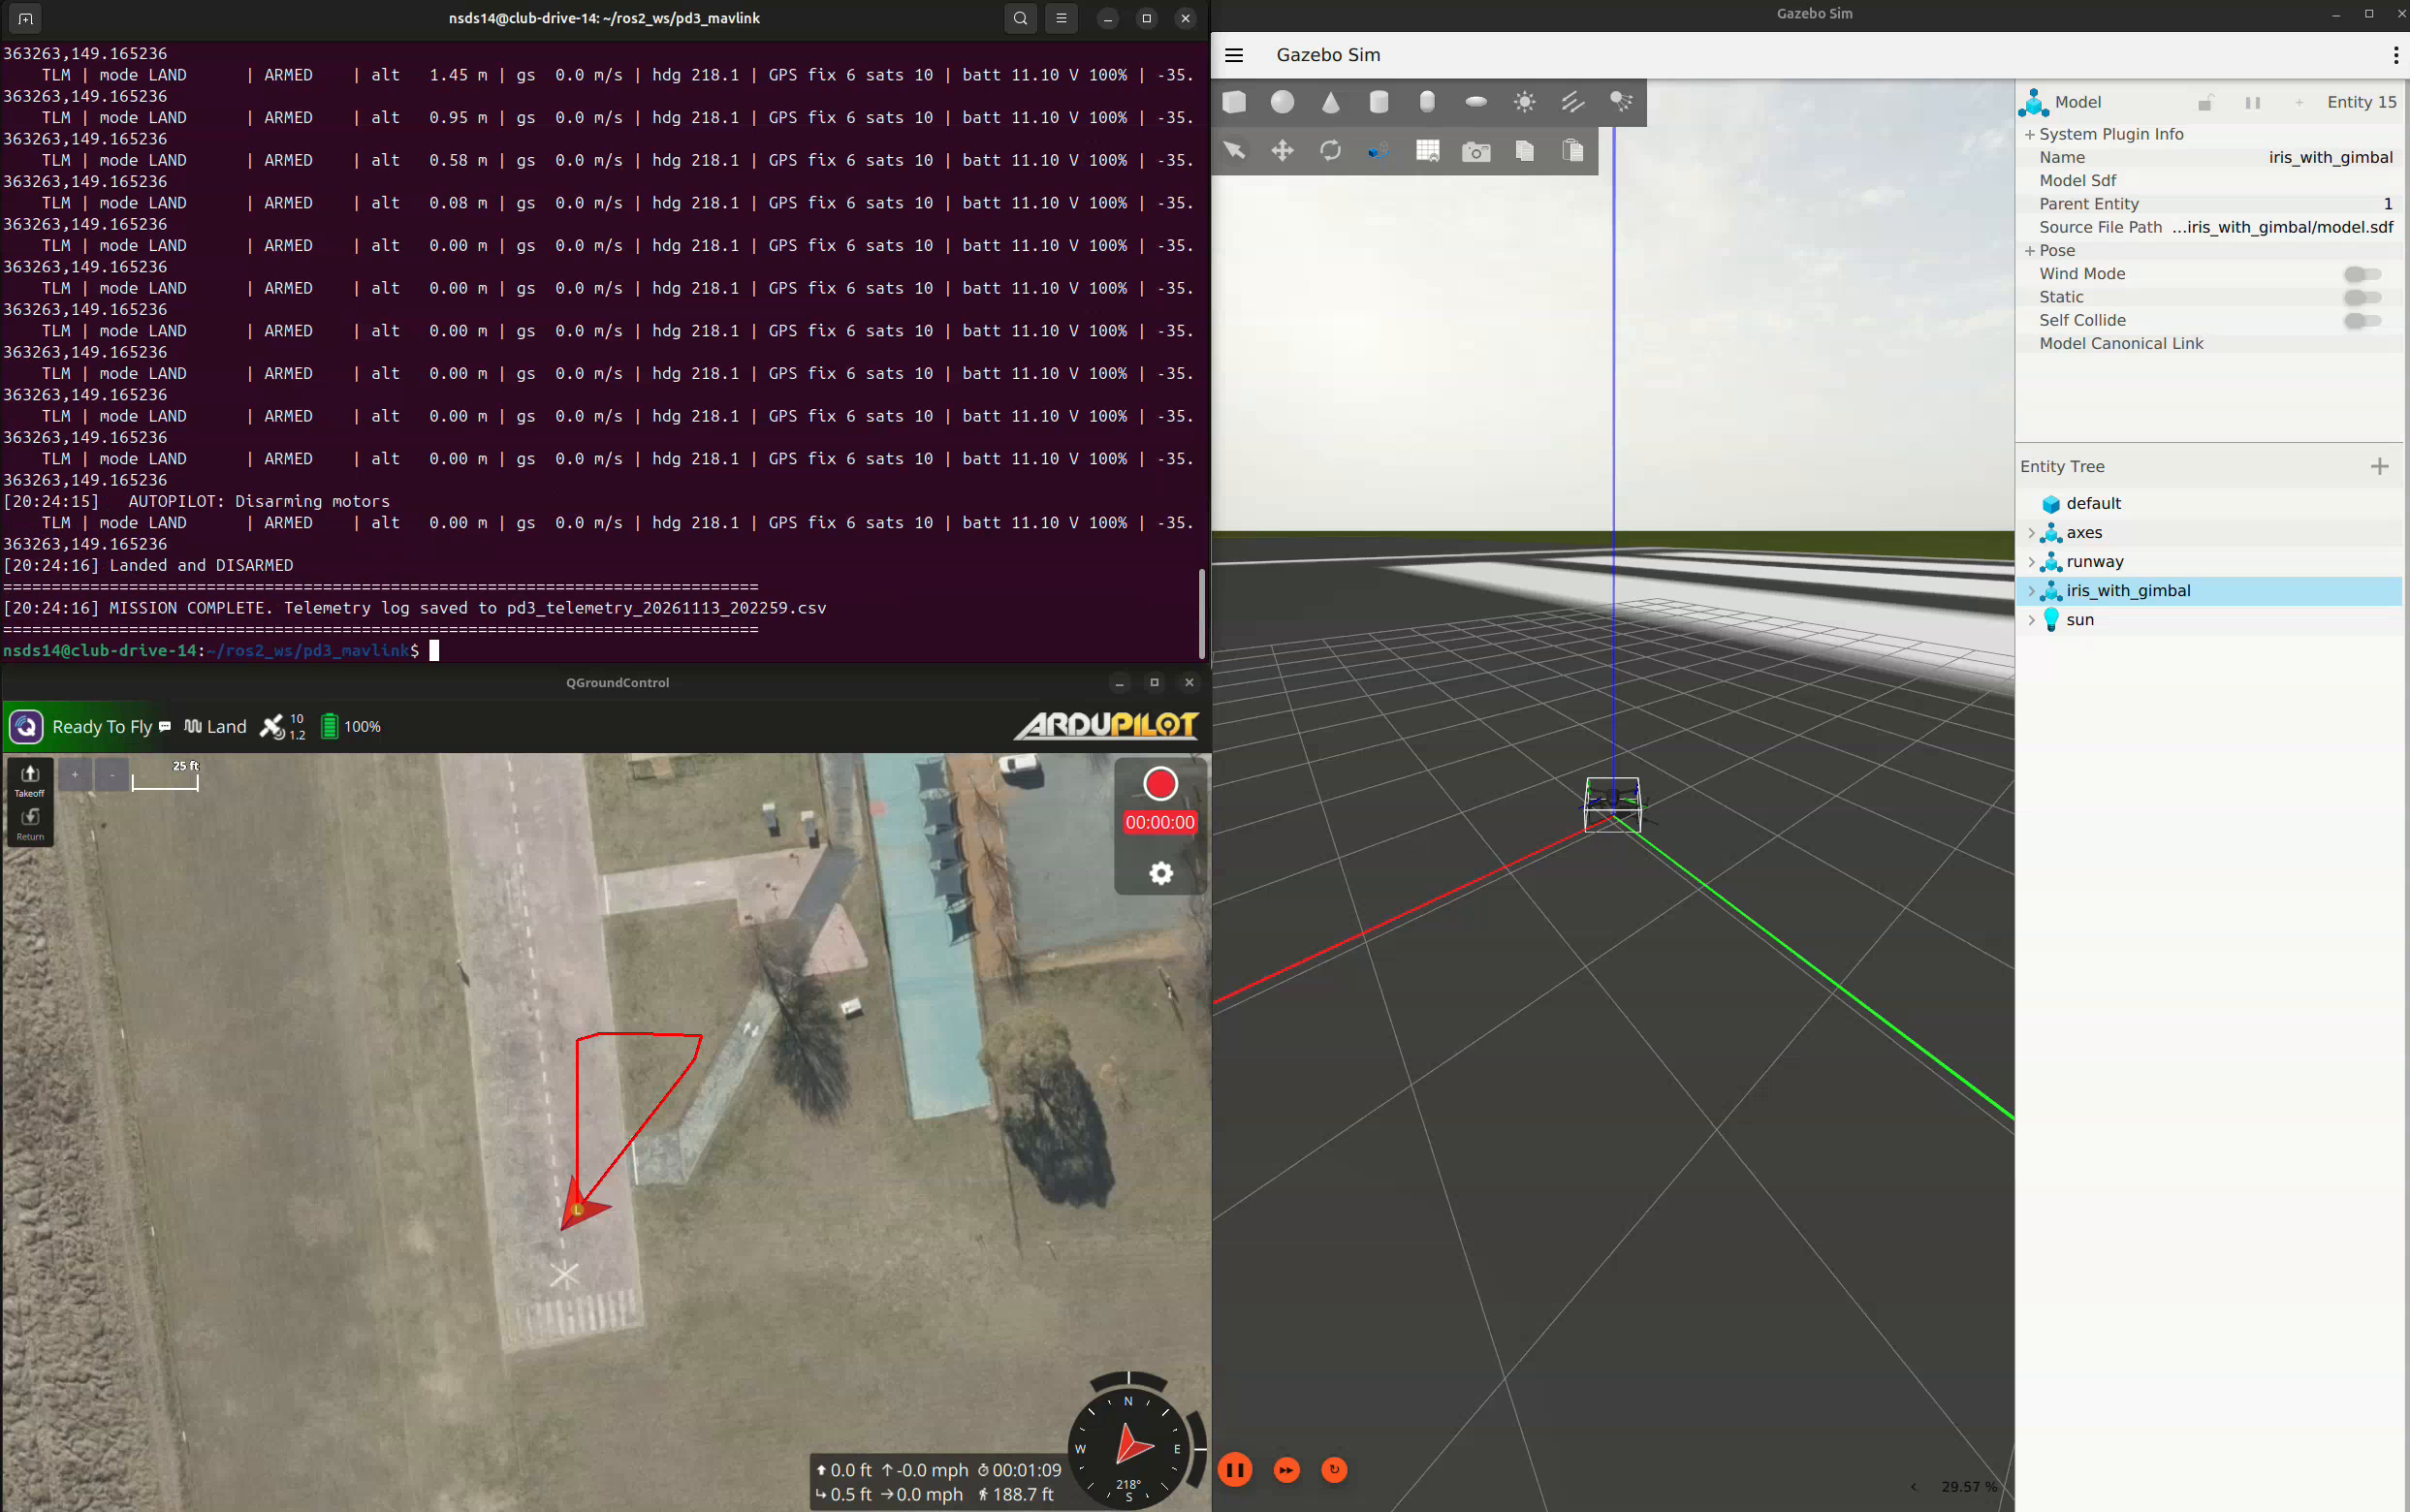 nsds14@club-drive-14: ~/ros2_ws/pd3_mavlink
363263,149.165236
TLM | mode LAND | ARMED | alt 1.45 m | gs 0.0 m/s | hdg 218.1 | GPS fix 6 sats 10 | batt 11.10 V 100% | -35.
363263,149.165236
TLM | mode LAND | ARMED | alt 0.95 m | gs 0.0 m/s | hdg 218.1 | GPS fix 6 sats 10 | batt 11.10 V 100% | -35.
363263,149.165236
TLM | mode LAND | ARMED | alt 0.58 m | gs 0.0 m/s | hdg 218.1 | GPS fix 6 sats 10 | batt 11.10 V 100% | -35.
363263,149.165236
TLM | mode LAND | ARMED | alt 0.08 m | gs 0.0 m/s | hdg 218.1 | GPS fix 6 sats 10 | batt 11.10 V 100% | -35.
363263,149.165236
TLM | mode LAND | ARMED | alt 0.00 m | gs 0.0 m/s | hdg 218.1 | GPS fix 6 sats 10 | batt 11.10 V 100% | -35.
363263,149.165236
TLM | mode LAND | ARMED | alt 0.00 m | gs 0.0 m/s | hdg 218.1 | GPS fix 6 sats 10 | batt 11.10 V 100% | -35.
363263,149.165236
TLM | mode LAND | ARMED | alt 0.00 m | gs 0.0 m/s | hdg 218.1 | GPS fix 6 sats 10 | batt 11.10 V 100% | -35.
363263,149.165236
TLM | mode LAND | ARMED | alt 0.00 m | gs 0.0 m/s | hdg 218.1 | GPS fix 6 sats 10 | batt 11.10 V 100% | -35.
363263,149.165236
TLM | mode LAND | ARMED | alt 0.00 m | gs 0.0 m/s | hdg 218.1 | GPS fix 6 sats 10 | batt 11.10 V 100% | -35.
363263,149.165236
TLM | mode LAND | ARMED | alt 0.00 m | gs 0.0 m/s | hdg 218.1 | GPS fix 6 sats 10 | batt 11.10 V 100% | -35.
363263,149.165236
[20:24:15] AUTOPILOT: Disarming motors
TLM | mode LAND | ARMED | alt 0.00 m | gs 0.0 m/s | hdg 218.1 | GPS fix 6 sats 10 | batt 11.10 V 100% | -35.
363263,149.165236
[20:24:16] Landed and DISARMED
==============================================================================
[20:24:16] MISSION COMPLETE. Telemetry log saved to pd3_telemetry_20261113_202259.csv
==============================================================================
nsds14@club-drive-14:~/ros2_ws/pd3_mavlink$
QGroundControl
Ready To Fly Land 10 1.2 100% ARDUPILOT
Takeoff
Return
+ -
25 ft
00:00:00
L
N
W E
218°
S
0.0 ft -0.0 mph 00:01:09
0.5 ft 0.0 mph 188.7 ft
Gazebo Sim
Gazebo Sim
Model Entity 15
+ System Plugin Info
Name iris_with_gimbal
Model Sdf
Parent Entity 1
Source File Path ...iris_with_gimbal/model.sdf
+ Pose
Wind Mode
Static
Self Collide
Model Canonical Link
Entity Tree +
default
axes
runway
iris_with_gimbal
sun
29.57 %